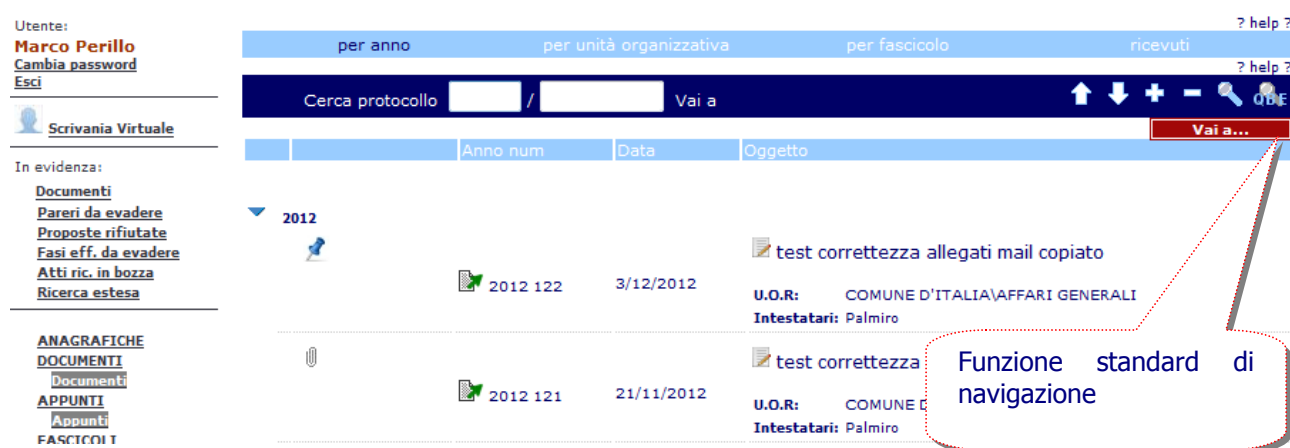 Utente:
Marco Perillo
Cambia password
Esci
Scrivania Virtuale
In evidenza:
Documenti
Pareri da evadere
Proposte rifiutate
Fasi eff. da evadere
Atti ric. in bozza
Ricerca estesa
ANAGRAFICHE
DOCUMENTI
Documenti
APPUNTI
Appunti
FASCICOLI
? help ?
per anno per unità organizzativa per fascicolo ricevuti
? help ?
Cerca protocollo / Vai a QBE
Vai a...
Anno num Data Oggetto
2012
test correttezza allegati mail copiato
2012 122 3/12/2012
U.O.R: COMUNE D'ITALIA\AFFARI GENERALI
Intestatari: Palmiro
test correttezza
2012 121 21/11/2012
U.O.R: COMUNE D
Intestatari: Palmiro
Funzione standard di
navigazione